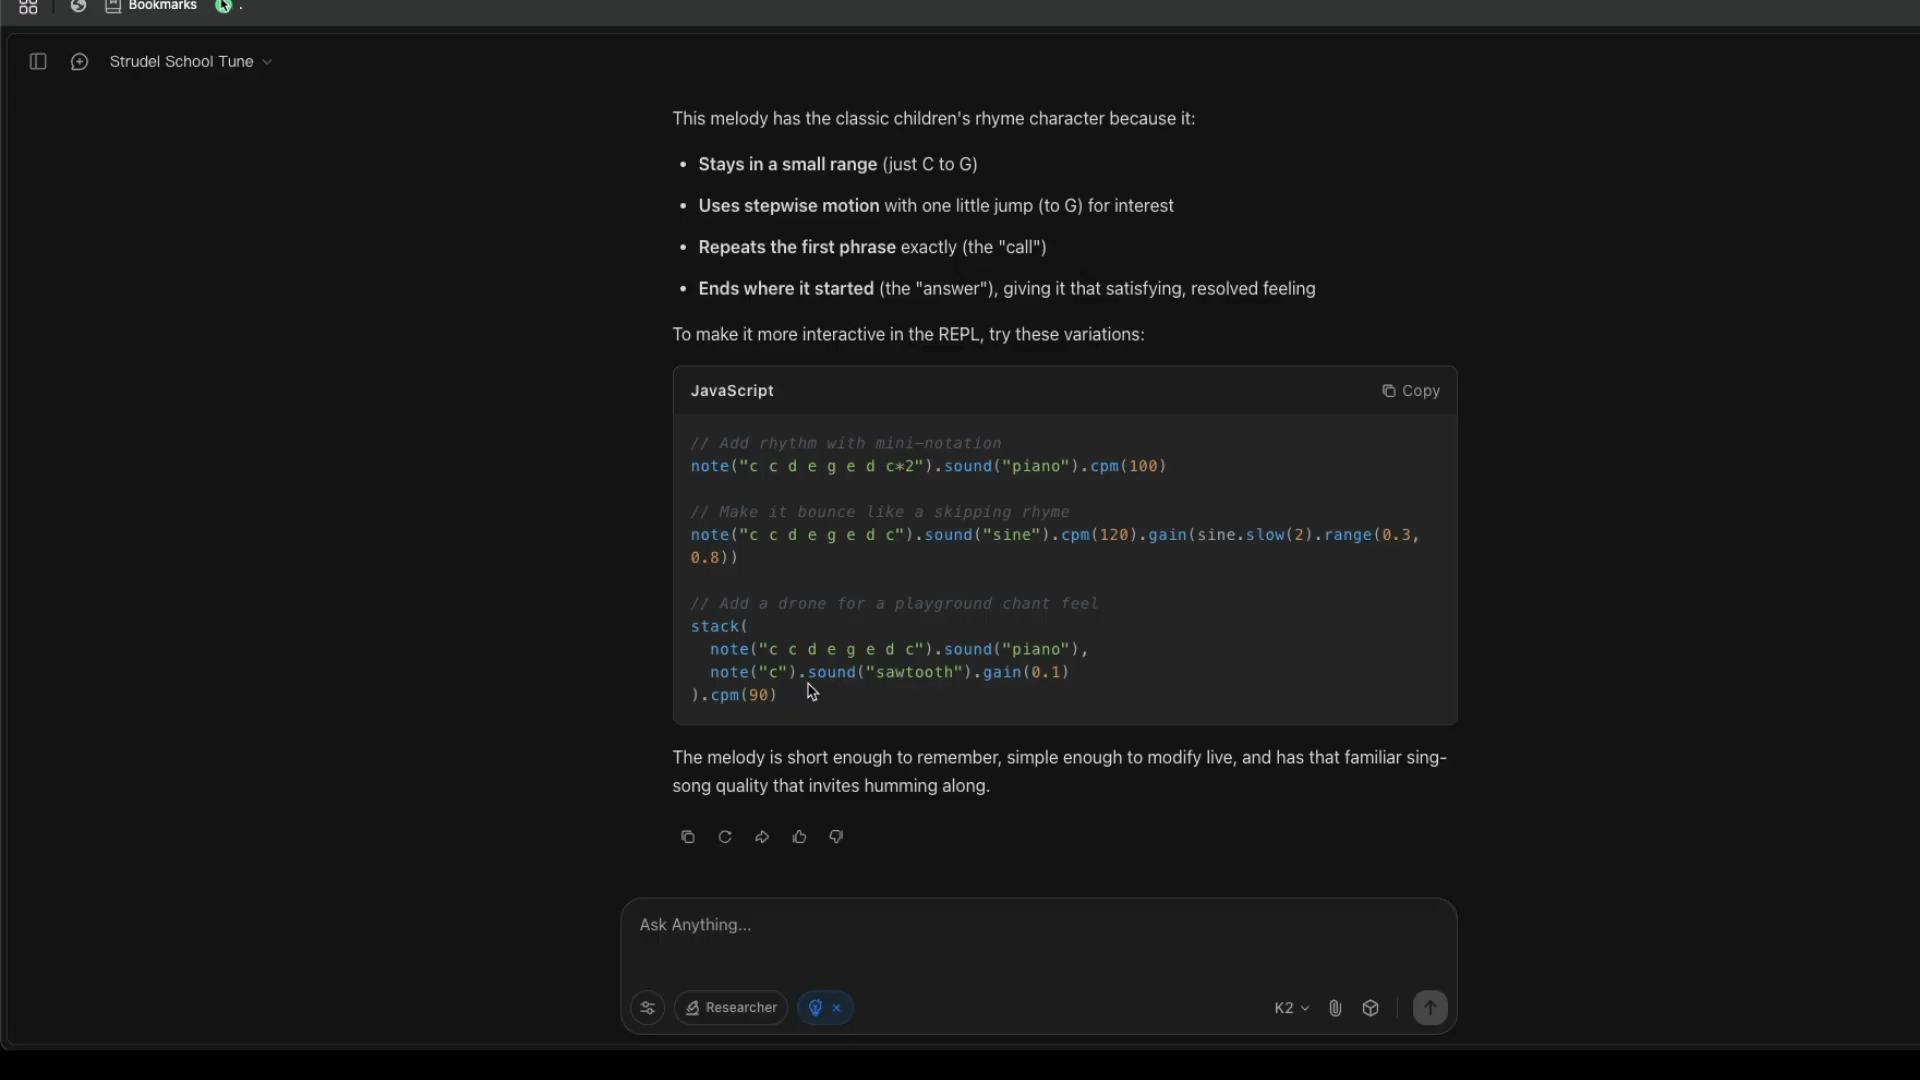 Bookmarks .
Strudel School Tune
This melody has the classic children's rhyme character because it:
• Stays in a small range (just C to G)
• Uses stepwise motion with one little jump (to G) for interest
• Repeats the first phrase exactly (the "call")
• Ends where it started (the "answer"), giving it that satisfying, resolved feeling
To make it more interactive in the REPL, try these variations:
JavaScript
Copy
// Add rhythm with mini-notation
note("c c d e g e d c*2").sound("piano").cpm(100)
// Make it bounce like a skipping rhyme
note("c c d e g e d c").sound("sine").cpm(120).gain(sine.slow(2).range(0.3,
0.8))
// Add a drone for a playground chant feel
stack(
  note("c c d e g e d c").sound("piano"),
  note("c").sound("sawtooth").gain(0.1)
).cpm(90)
The melody is short enough to remember, simple enough to modify live, and has that familiar sing-
song quality that invites humming along.
Ask Anything...
Researcher
K2